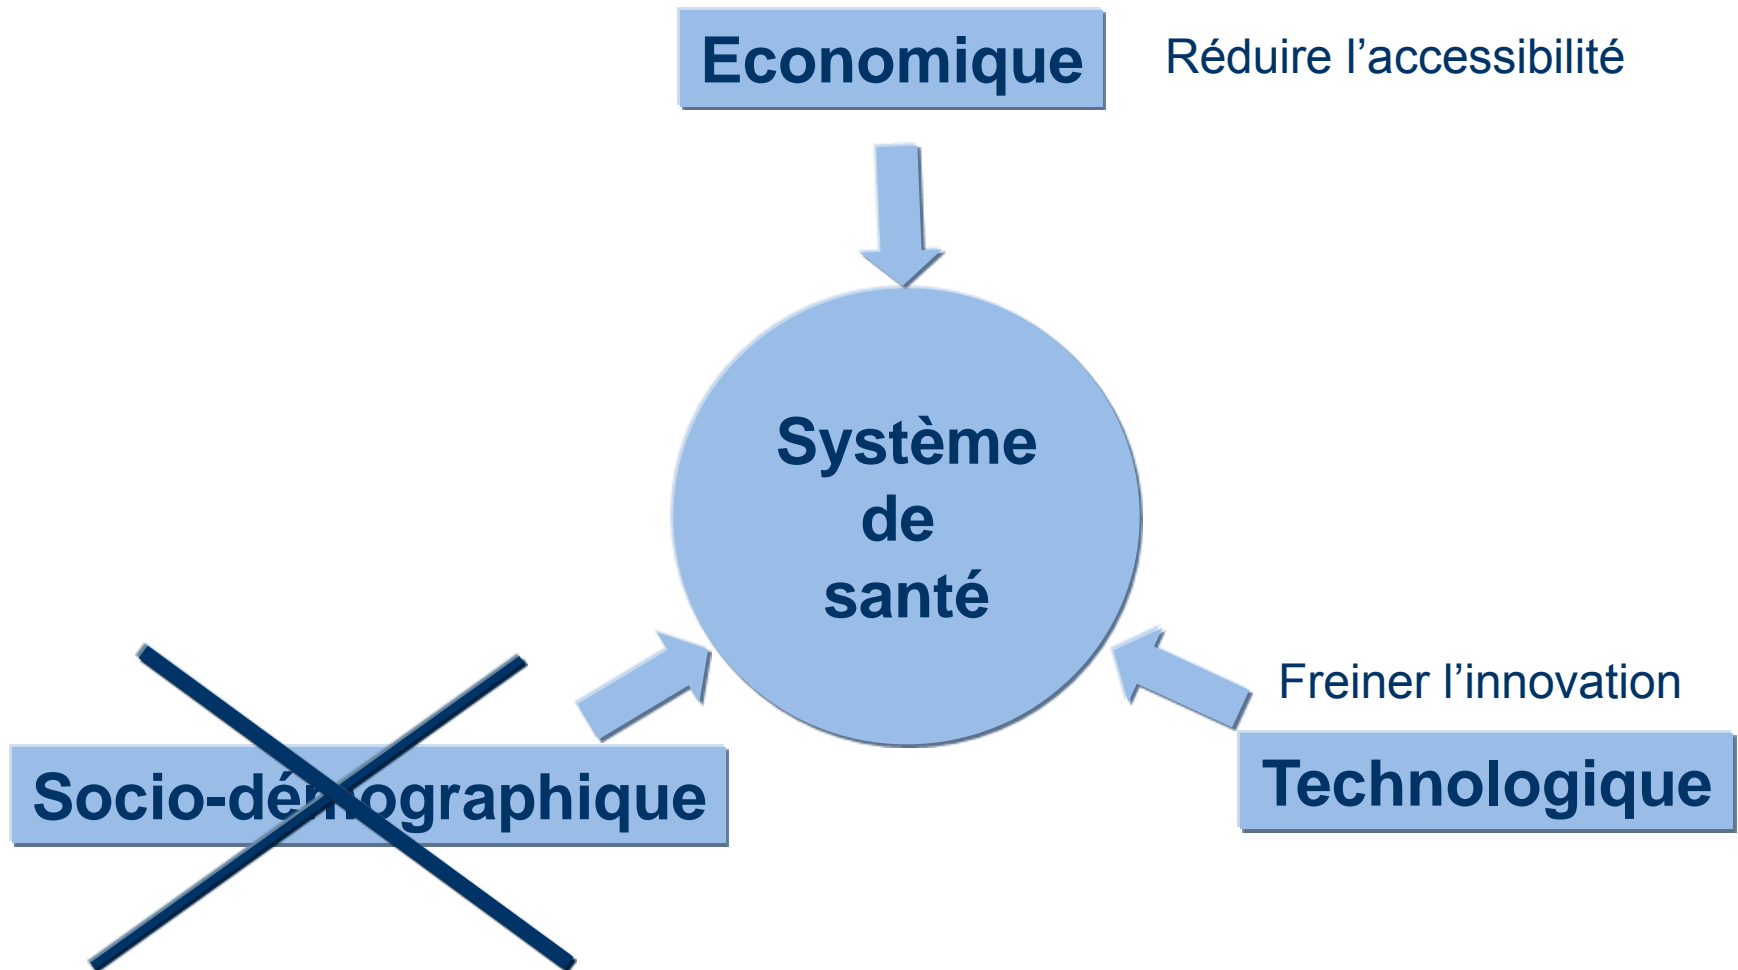 Economique
Réduire l’accessibilité
Système
de
santé
Freiner l’innovation
Socio-démographique
Technologique